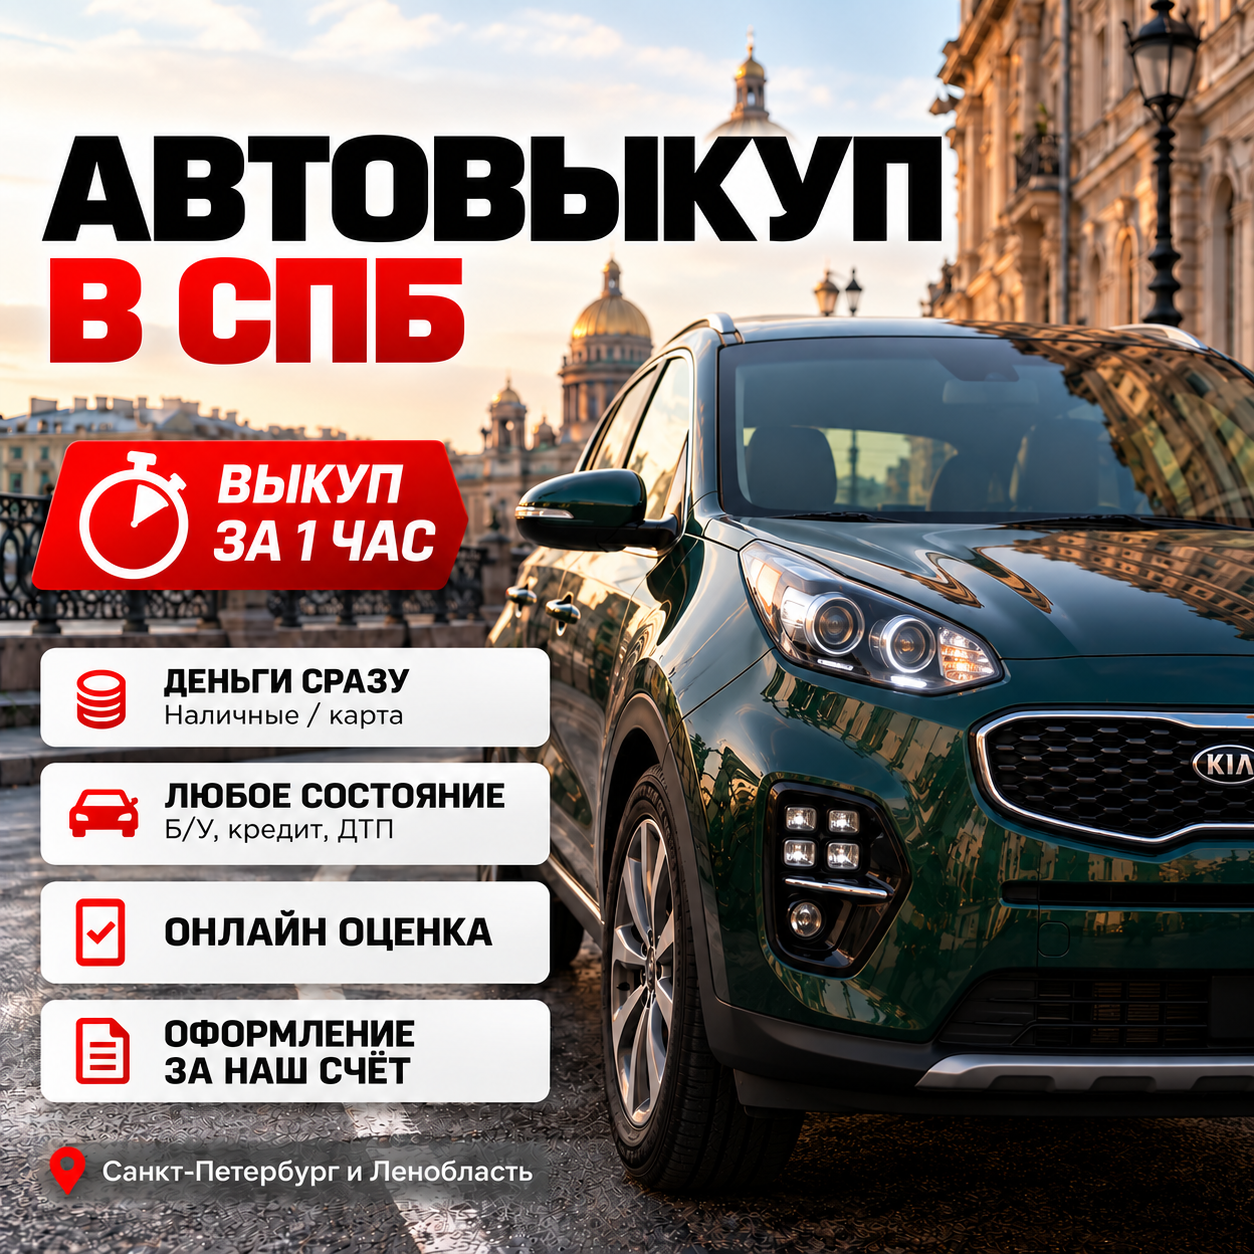 АВТОВЫКУП
В СПБ
ВЫКУП
ЗА 1 ЧАС
ДЕНЬГИ СРАЗУ
Наличные / карта
ЛЮБОЕ СОСТОЯНИЕ
Б/У, кредит, ДТП
ОНЛАЙН ОЦЕНКА
ОФОРМЛЕНИЕ
ЗА НАШ СЧЁТ
Санкт-Петербург и Ленобласть
KIA